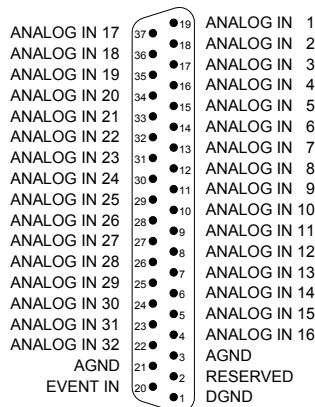 19 ANALOG IN 1
ANALOG IN 17 37
18 ANALOG IN 2
ANALOG IN 18 36
17 ANALOG IN 3
ANALOG IN 19 35
16 ANALOG IN 4
ANALOG IN 20 34
15 ANALOG IN 5
ANALOG IN 21 33
14 ANALOG IN 6
ANALOG IN 22 32
13 ANALOG IN 7
ANALOG IN 23 31
12 ANALOG IN 8
ANALOG IN 24 30
11 ANALOG IN 9
ANALOG IN 25 29
10 ANALOG IN 10
ANALOG IN 26 28
9 ANALOG IN 11
ANALOG IN 27 27
8 ANALOG IN 12
ANALOG IN 28 26
7 ANALOG IN 13
ANALOG IN 29 25
6 ANALOG IN 14
ANALOG IN 30 24
5 ANALOG IN 15
ANALOG IN 31 23
4 ANALOG IN 16
ANALOG IN 32 22
3 AGND
AGND 21
2 RESERVED
EVENT IN 20
1 DGND